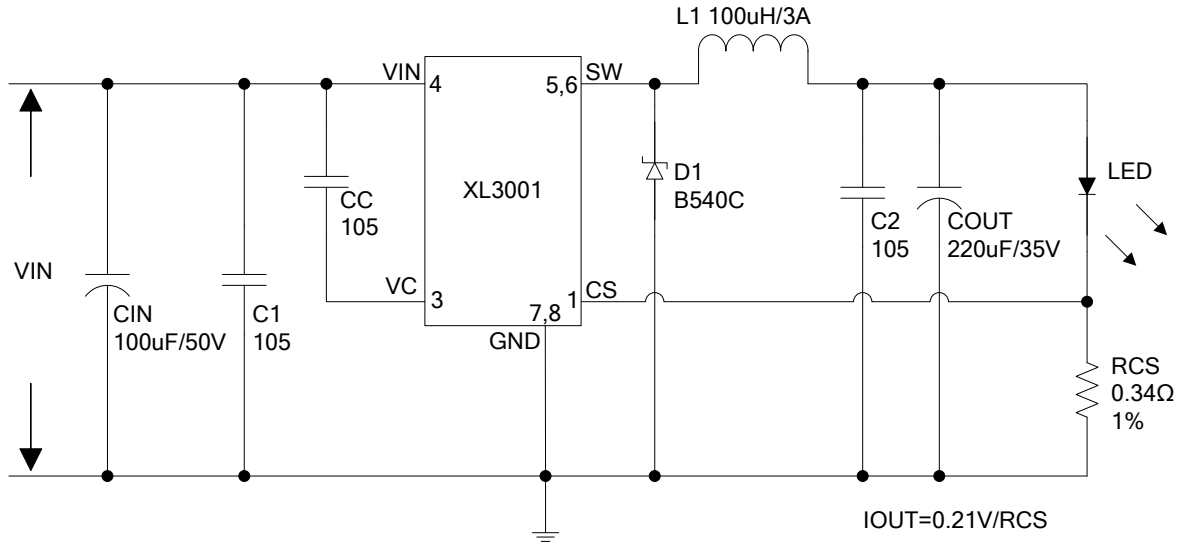 L1 100uH/3A
VIN
4
5,6
SW
XL3001
CC
105
D1
B540C
LED
C2
105
COUT
220uF/35V
VIN
VC
3
1
CS
7,8
GND
CIN
100uF/50V
C1
105
RCS
0.34Ω
1%
IOUT=0.21V/RCS